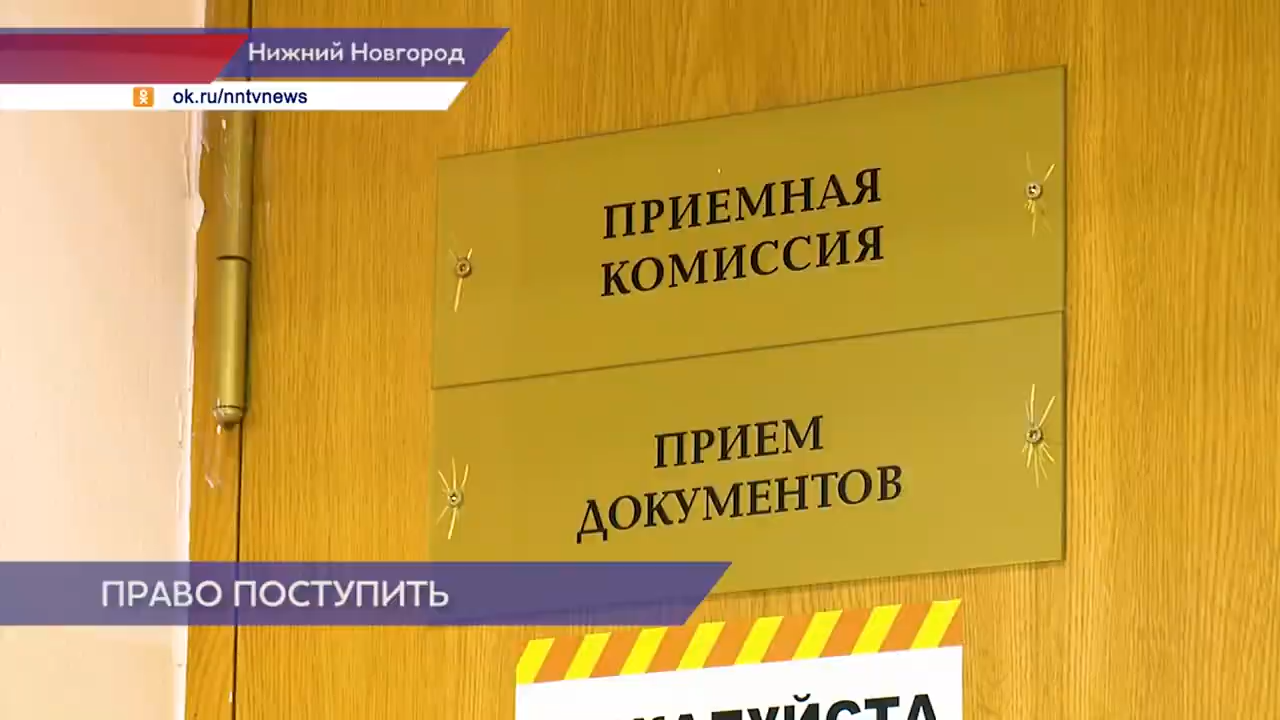 Нижний Новгород
ok.ru/nntvnews
ПРИЕМНАЯ
КОМИССИЯ
ПРИЕМ
ДОКУМЕНТОВ
ПРАВО ПОСТУПИТЬ